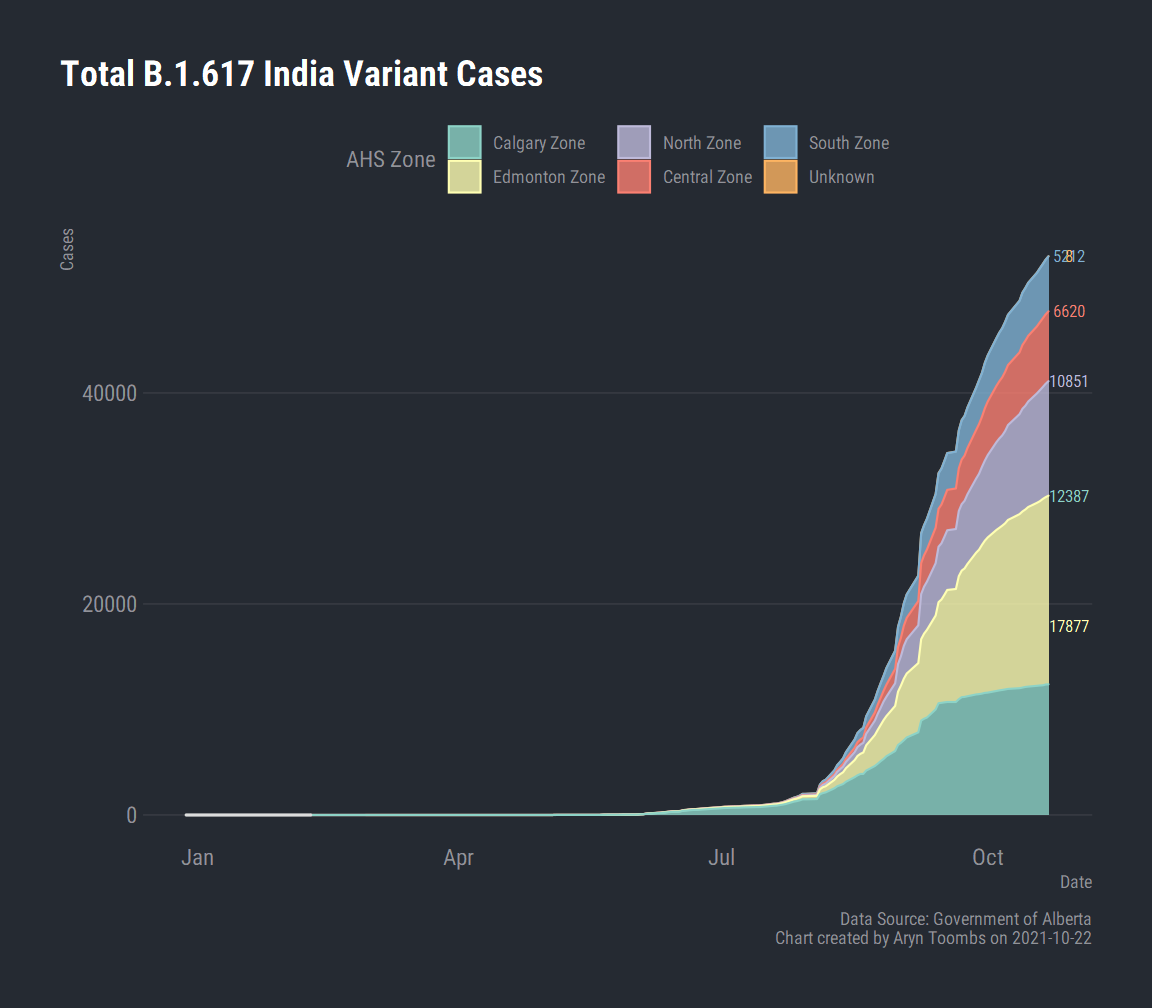 Total B.1.617 India Variant Cases
AHS Zone
Calgary Zone North Zone South Zone
Edmonton Zone Central Zone Unknown
Cases
5212
8
6620
10851
40000
12387
20000
17877
0
Jan Apr Jul Oct
Date
Data Source: Government of Alberta
Chart created by Aryn Toombs on 2021-10-22